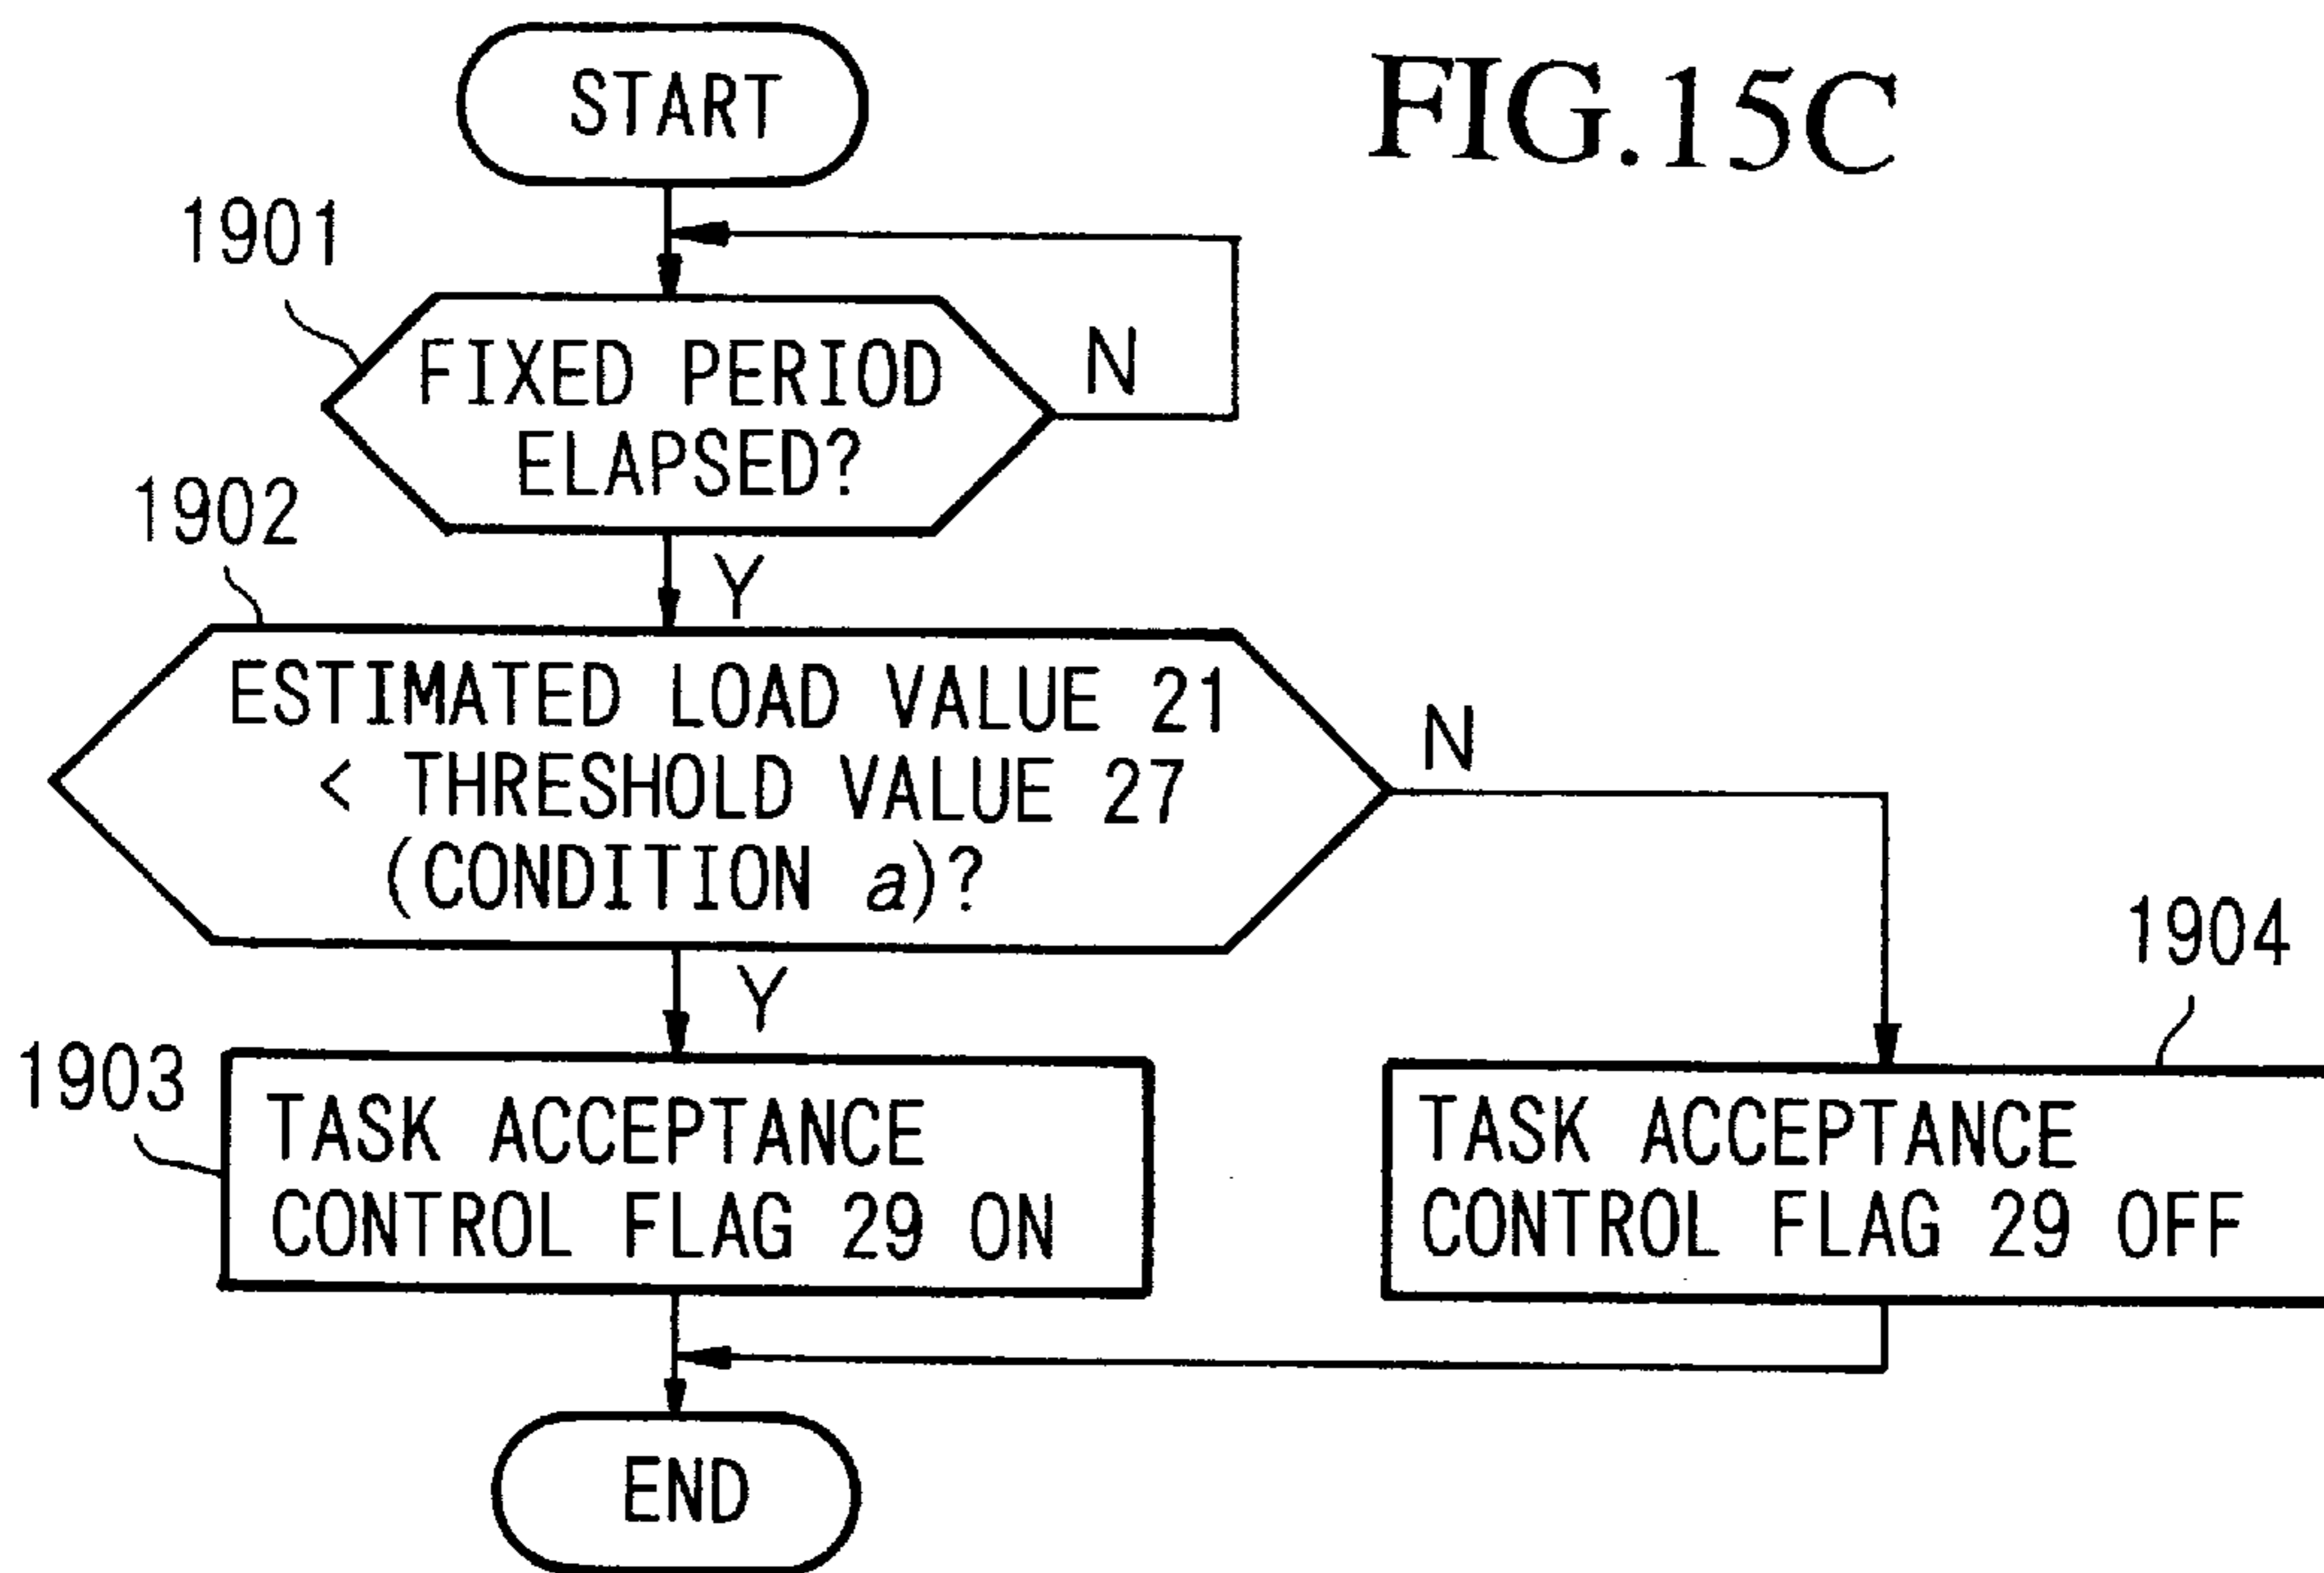 FIG.15C
START
1901
FIXED PERIOD
ELAPSED?
N
Y
1902
ESTIMATED LOAD VALUE 21
< THRESHOLD VALUE 27
(CONDITION a)?
N
Y
1903
TASK ACCEPTANCE
CONTROL FLAG 29 ON
1904
TASK ACCEPTANCE
CONTROL FLAG 29 OFF
END